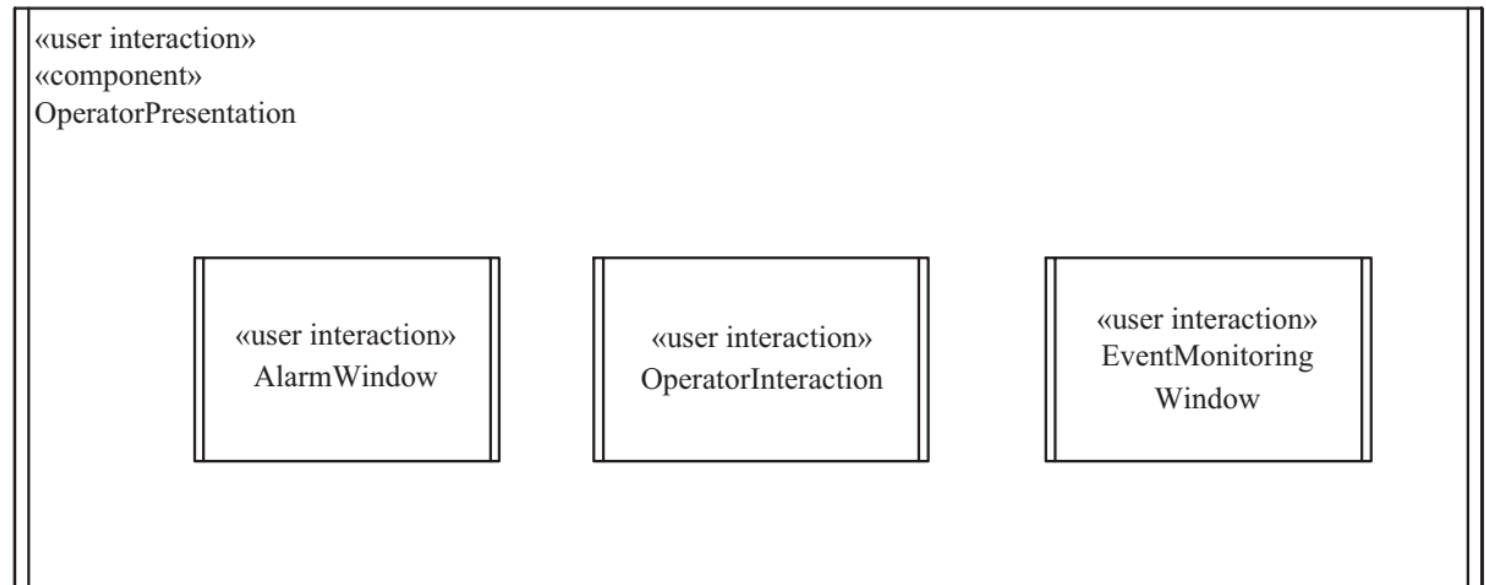 «user interaction»
«component»
OperatorPresentation
«user interaction»
AlarmWindow
«user interaction»
OperatorInteraction
«user interaction»
EventMonitoring
Window